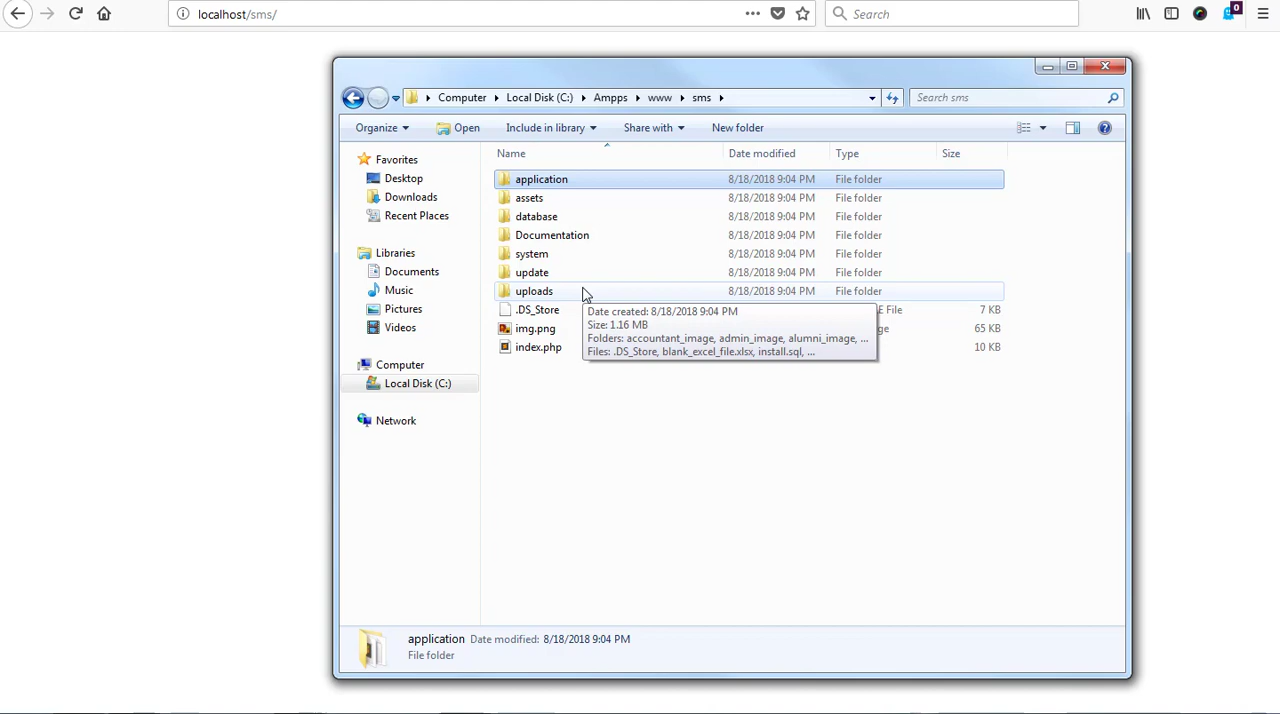 localhost/sms/
Search
0
Computer Local Disk (C:) Ampps www sms
Search sms
Organize Open Include in library Share with New folder
Name Date modified Type Size
Favorites
Desktop
Downloads
Recent Places
Libraries
Documents
Music
Pictures
Videos
Computer
Local Disk (C:)
Network
application 8/18/2018 9:04 PM File folder
assets 8/18/2018 9:04 PM File folder
database 8/18/2018 9:04 PM File folder
Documentation 8/18/2018 9:04 PM File folder
system 8/18/2018 9:04 PM File folder
update 8/18/2018 9:04 PM File folder
uploads 8/18/2018 9:04 PM File folder
.DS_Store File 7 KB
img.png 65 KB
index.php 10 KB
Date created: 8/18/2018 9:04 PM
Size: 1.16 MB
Folders: accountant_image, admin_image, alumni_image, ...
Files: .DS_Store, blank_excel_file.xlsx, install.sql, ...
application Date modified: 8/18/2018 9:04 PM
File folder